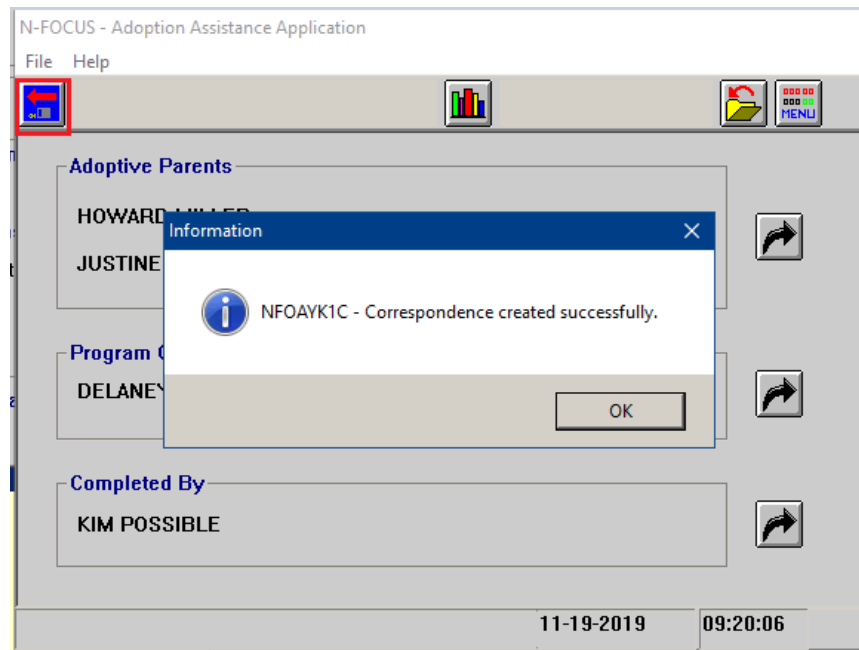 N-FOCUS - Adoption Assistance Application
File Help
MENU
Adoptive Parents
HOWARD
Information
JUSTINE
NFOAYK1C - Correspondence created successfully.
Program
DELANEY
OK
Completed By
KIM POSSIBLE
11-19-2019 09:20:06